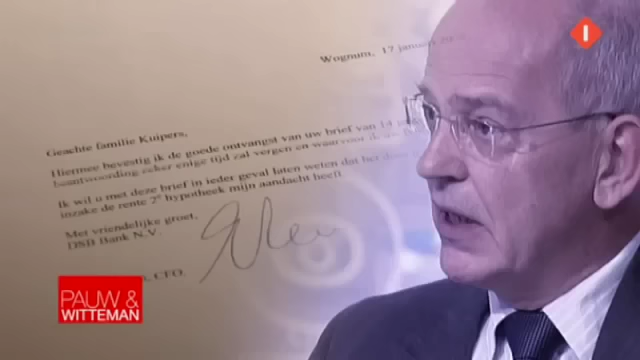 Wognum, 17 januari
Geachte familie Kuipers,
Hiermee bevestig ik de goede ontvangst van uw brief van 14
beantwoording zeker enige tijd zal vergen en waarvoor ik
Ik wil u met deze brief in ieder geval laten weten dat
inzake de rente 2e hypotheek mijn aandacht heeft
Met vriendelijke groet,
DSB Bank N.V.
, CFO.
PAUW &
WITTEMAN
1